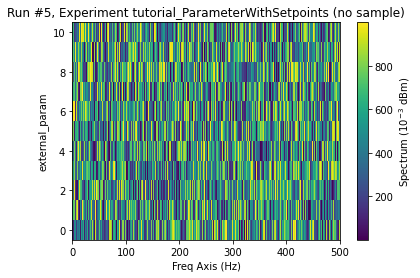 Run #5, Experiment tutorial_ParameterWithSetpoints (no sample)
10
8
6
4
2
0
external_param
0 100 200 300 400 500
Freq Axis (Hz)
800
600
400
200
Spectrum (10⁻³ dBm)